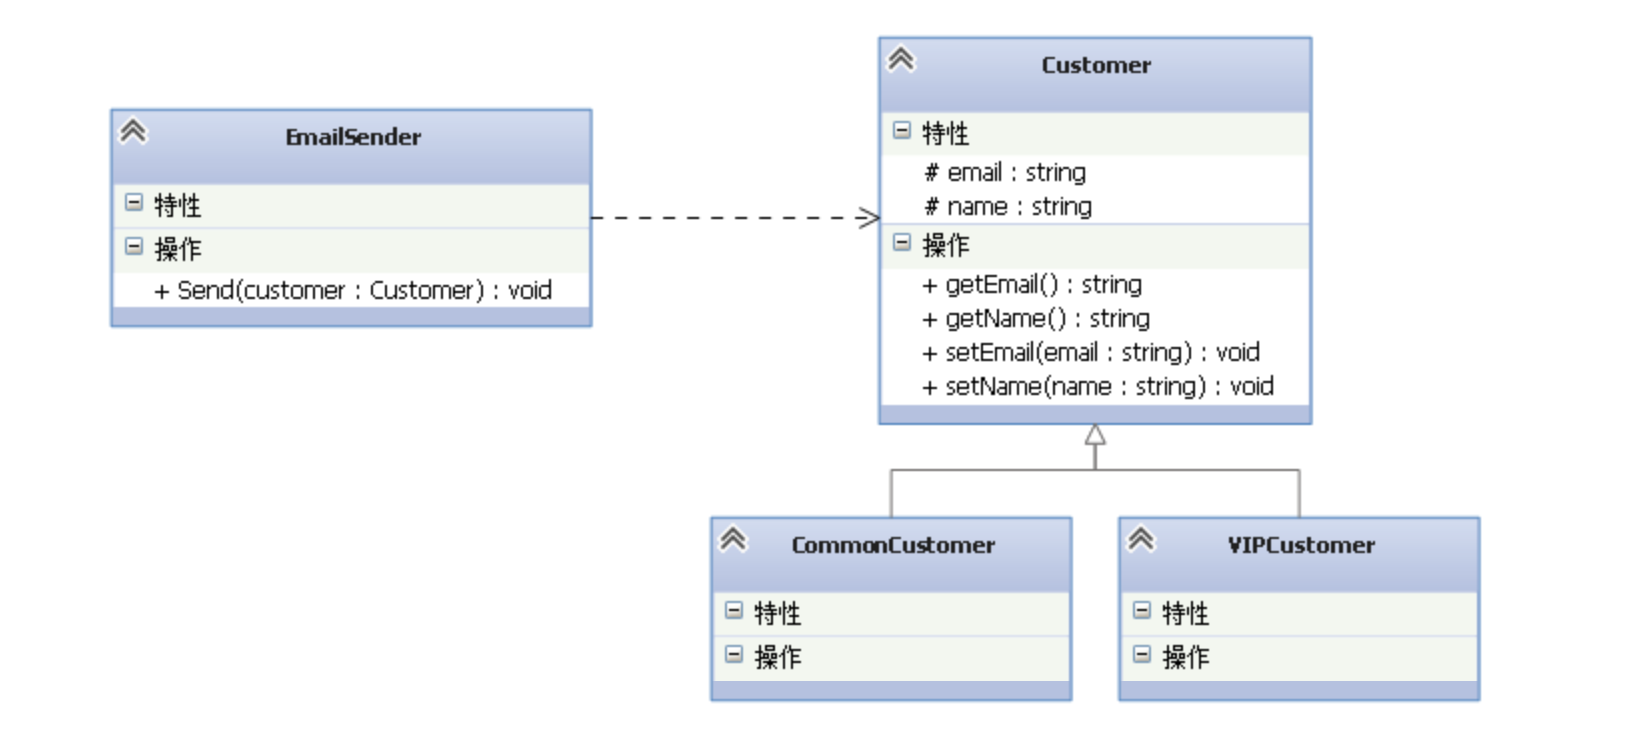 EmailSender
特性
操作
+ Send(customer : Customer) : void
Customer
特性
# email : string
# name : string
操作
+ getEmail() : string
+ getName() : string
+ setEmail(email : string) : void
+ setName(name : string) : void
CommonCustomer
特性
操作
VIPCustomer
特性
操作